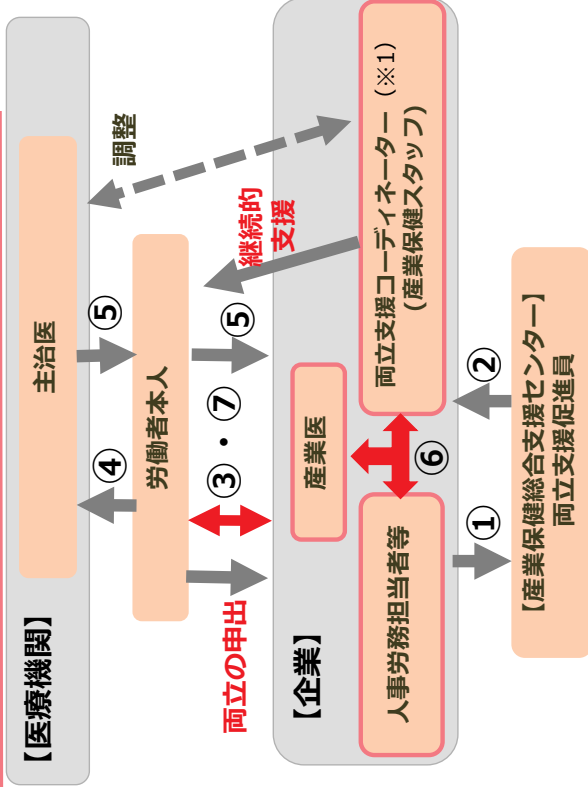 【医療機関】
主治医
調整
④
⑤
労働者本人
継続的
支援
両立の申出
③・⑦
⑤
【企業】
産業医
人事労務担当者等
⑥
両立支援コーディネーター（※1）
（産業保健スタッフ）
①
②
【産業保健総合支援センター】
両立支援促進員